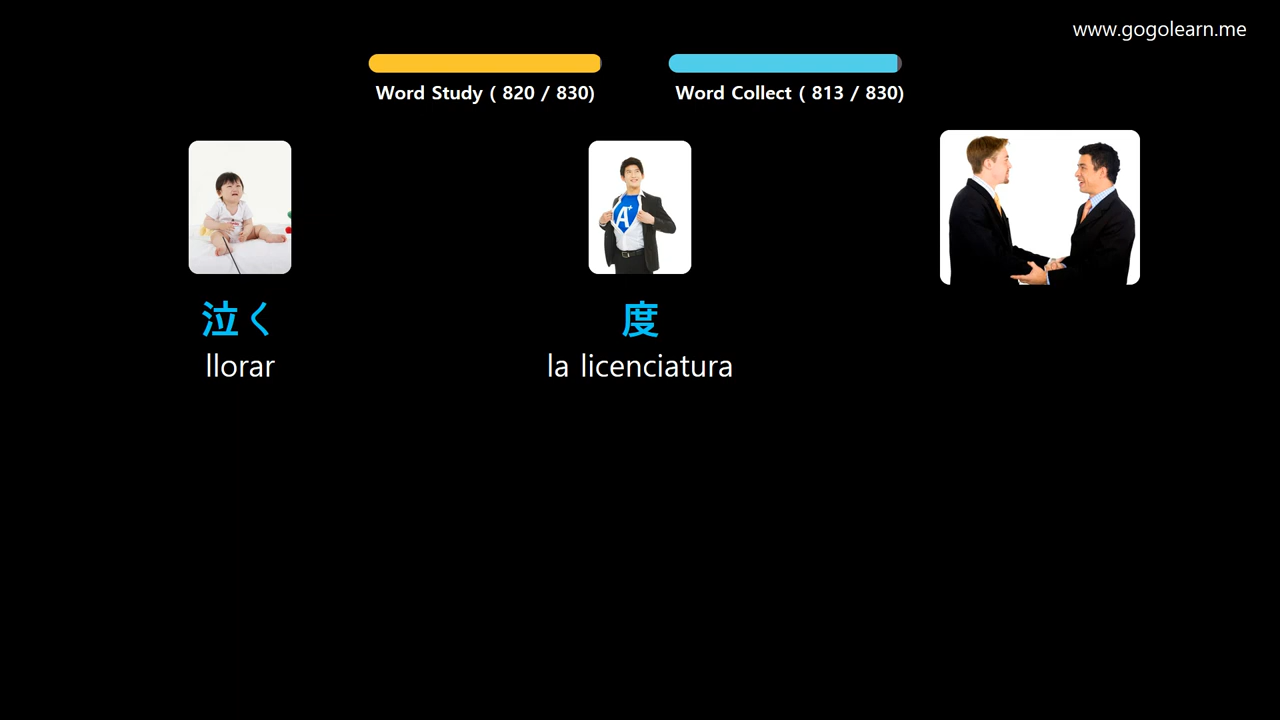 www.gogolearn.me
Word Study ( 820 / 830)
Word Collect ( 813 / 830)
A+
泣く
llorar
度
la licenciatura